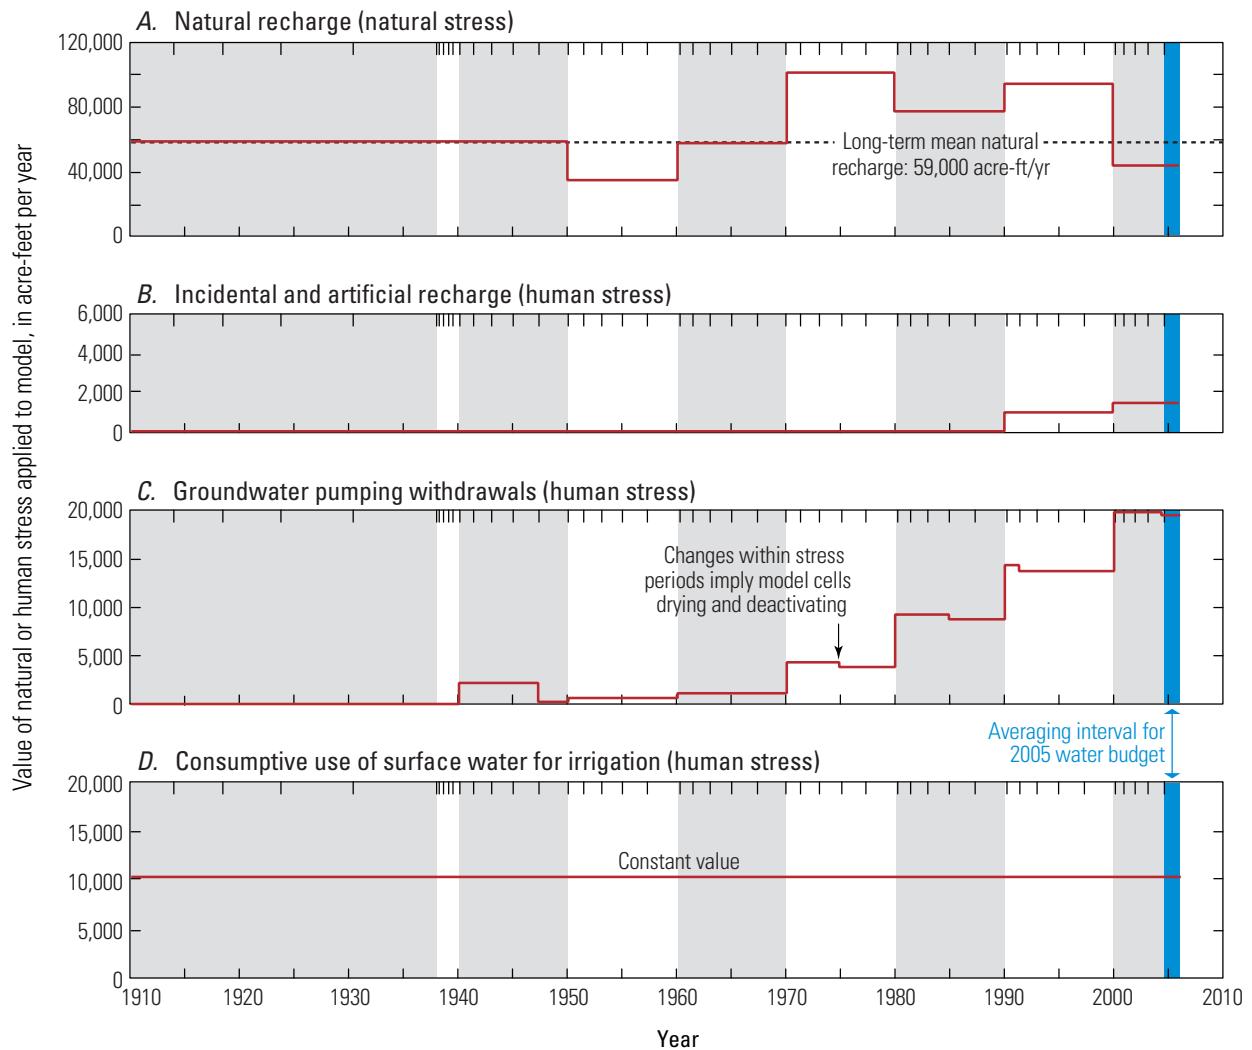 Value of natural or human stress applied to model, in acre-feet per year
A. Natural recharge (natural stress)
120,000
80,000
40,000
0
Long-term mean natural
recharge: 59,000 acre-ft/yr
B. Incidental and artificial recharge (human stress)
6,000
4,000
2,000
0
C. Groundwater pumping withdrawals (human stress)
20,000
15,000
10,000
5,000
0
Changes within stress
periods imply model cells
drying and deactivating
Averaging interval for
2005 water budget
D. Consumptive use of surface water for irrigation (human stress)
20,000
15,000
10,000
5,000
0
Constant value
1910 1920 1930 1940 1950 1960 1970 1980 1990 2000 2010
Year